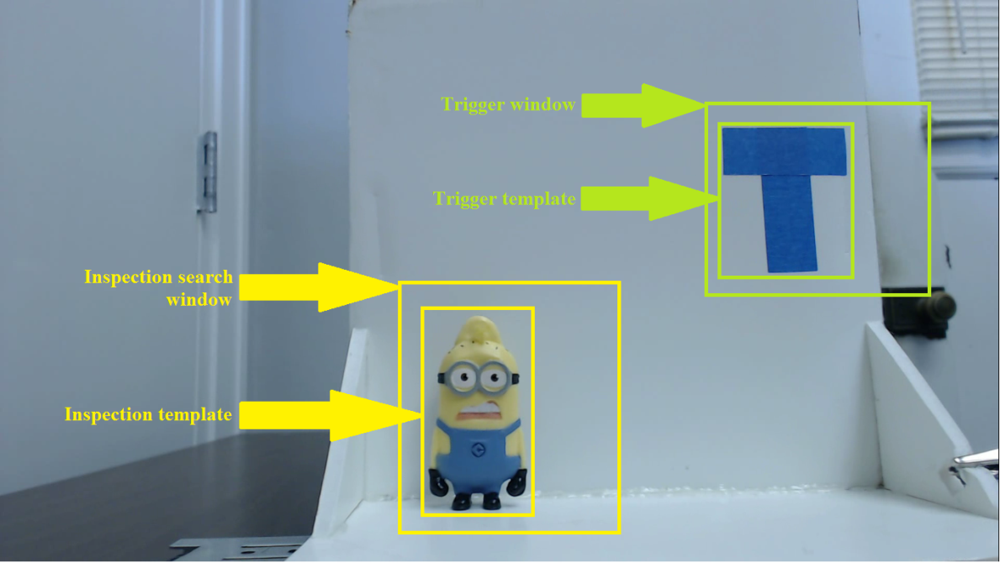 Trigger window
Trigger template
Inspection search
window
Inspection template
T